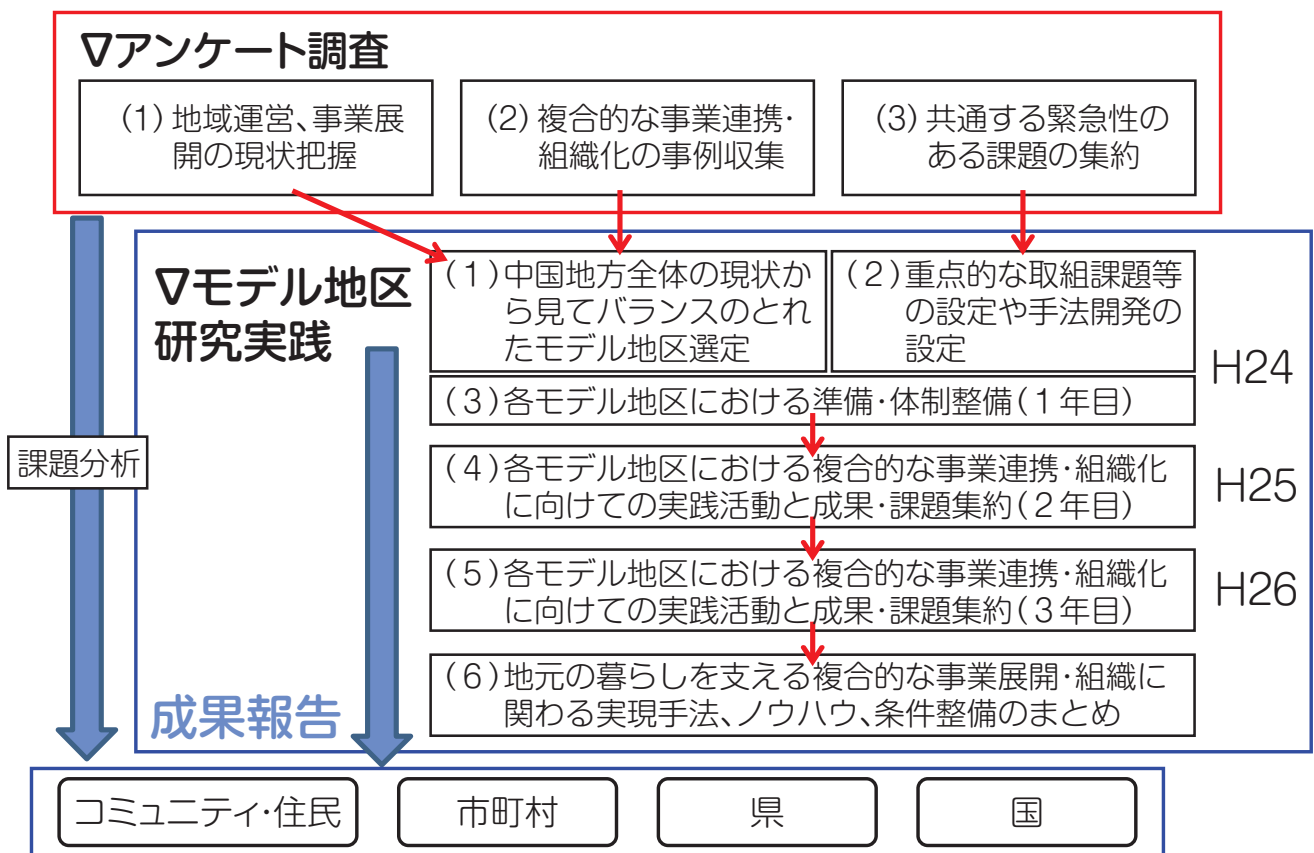 ∇アンケート調査
(1)地域運営、事業展
開の現状把握
(2)複合的な事業連携・
組織化の事例収集
(3)共通する緊急性の
ある課題の集約
∇モデル地区
研究実践
(1)中国地方全体の現状か
ら見てバランスのとれ
たモデル地区選定
(2)重点的な取組課題等
の設定や手法開発の
設定
(3)各モデル地区における準備・体制整備(1年目)
H24
(4)各モデル地区における複合的な事業連携・組織化
に向けての実践活動と成果・課題集約(2年目)
H25
(5)各モデル地区における複合的な事業連携・組織化
に向けての実践活動と成果・課題集約(3年目)
H26
(6)地元の暮らしを支える複合的な事業展開・組織に
関わる実現手法、ノウハウ、条件整備のまとめ
課題分析
成果報告
コミュニティ・住民
市町村
県
国